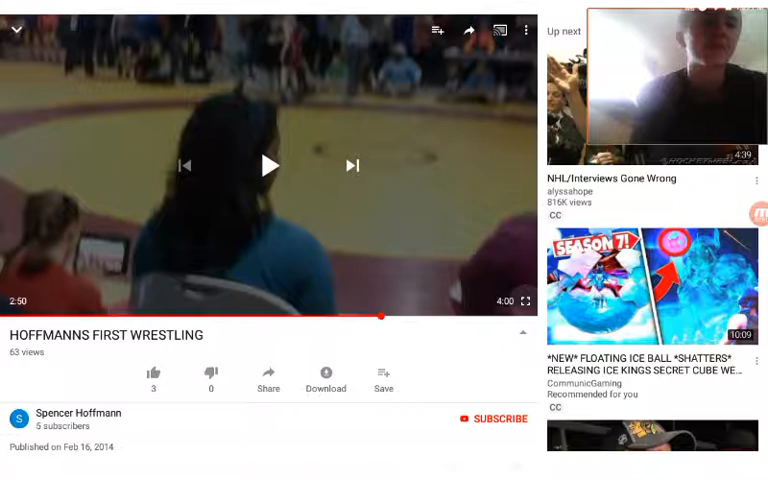 Up next
2:50
4:00
4:39
HOFFMANNS FIRST WRESTLING
63 views
3
0
Share
Download
Save
S
Spencer Hoffmann
5 subscribers
SUBSCRIBE
Published on Feb 16, 2014
NHL/Interviews Gone Wrong
alyssahope
816K views
CC
SEASON 7!
10:09
*NEW* FLOATING ICE BALL *SHATTERS*
RELEASING ICE KINGS SECRET CUBE WE...
CommunicGaming
Recommended for you
CC